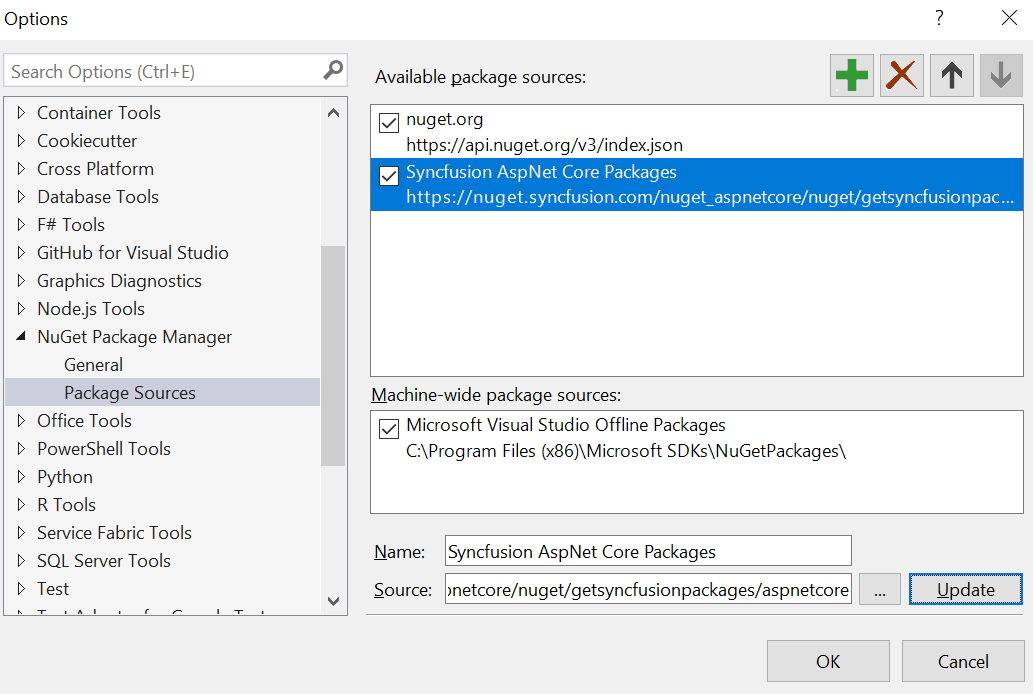 Options
?
Search Options (Ctrl+E)
Container Tools
Cookiecutter
Cross Platform
Database Tools
F# Tools
GitHub for Visual Studio
Graphics Diagnostics
Node.js Tools
NuGet Package Manager
General
Package Sources
Office Tools
PowerShell Tools
Python
R Tools
Service Fabric Tools
SQL Server Tools
Test
Available package sources:
nuget.org
https://api.nuget.org/v3/index.json
Syncfusion AspNet Core Packages
https://nuget.syncfusion.com/nuget_aspnetcore/nuget/getsyncfusionpac...
Machine-wide package sources:
Microsoft Visual Studio Offline Packages
C:\Program Files (x86)\Microsoft SDKs\NuGetPackages\
Name: Syncfusion AspNet Core Packages
Source: netcore/nuget/getsyncfusionpackages/aspnetcore ... Update
OK Cancel